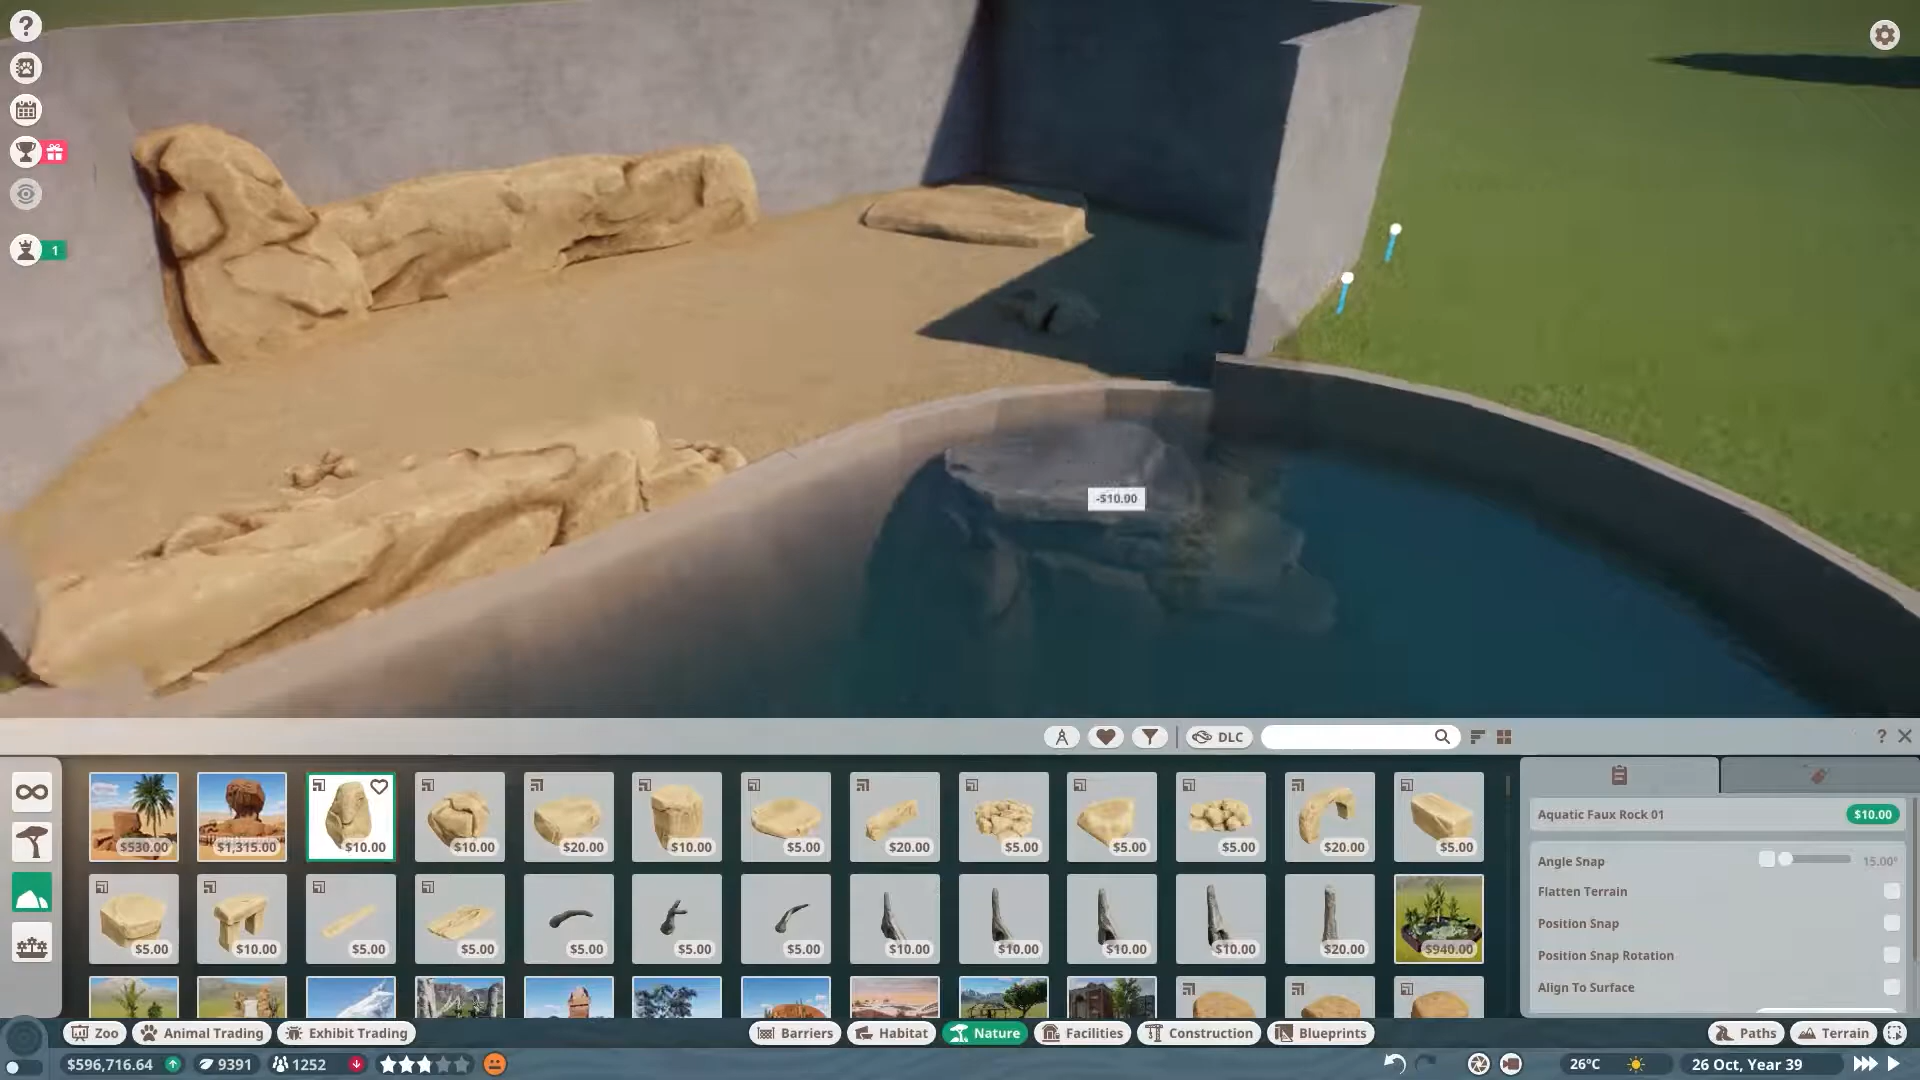 ?
1
-$10.00
DLC
?
$530.00 $1,315.00 $10.00 $10.00 $20.00 $10.00 $5.00 $20.00 $5.00 $5.00 $5.00 $20.00 $5.00
$5.00 $10.00 $5.00 $5.00 $5.00 $5.00 $5.00 $10.00 $10.00 $10.00 $10.00 $20.00 $940.00
Aquatic Faux Rock 01 $10.00
Angle Snap 15.00°
Flatten Terrain
Position Snap
Position Snap Rotation
Align To Surface
Zoo Animal Trading Exhibit Trading Barriers Habitat Nature Facilities Construction Blueprints Paths Terrain
$596,716.64 9391 1252 26°C 26 Oct, Year 39